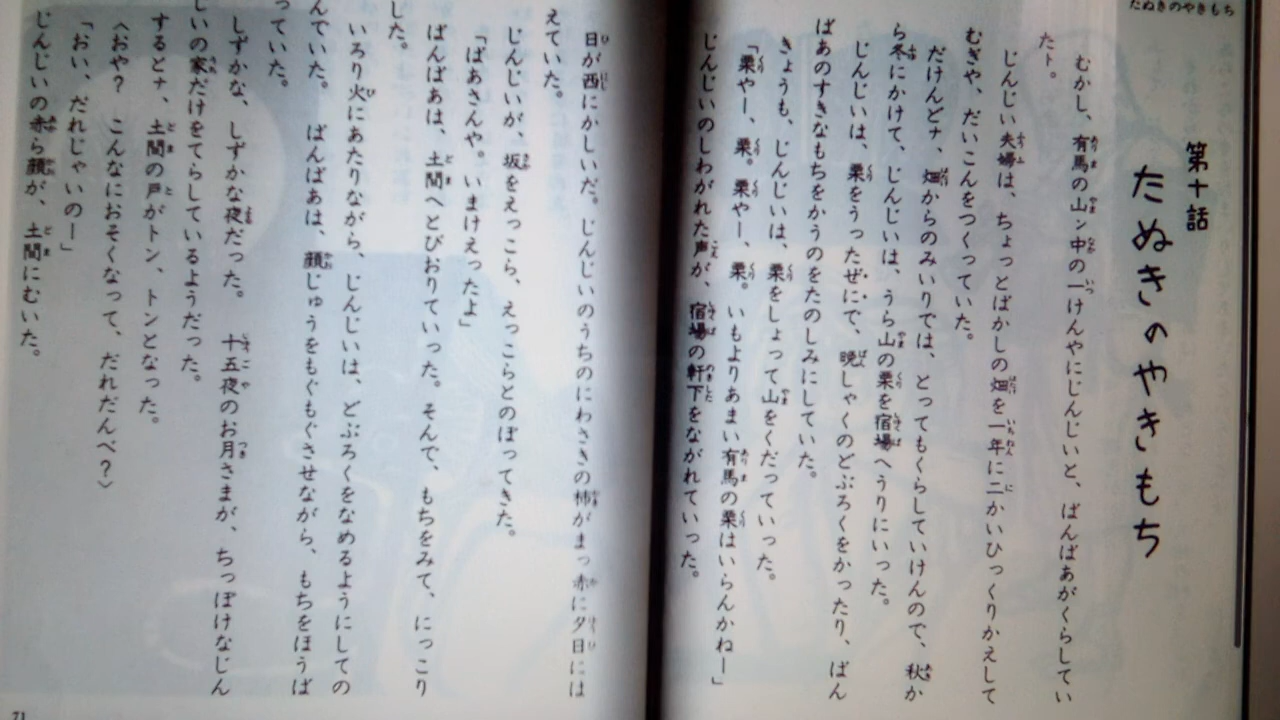 たぬきのやきもち
第十話
たぬきのやきもち
むかし、有馬の山ン中の一けんやにじんじいと、ばんばあがくらしてい
たト。
じんじい夫婦は、ちょっとばかしの畑を一年に二かいひっくりかえして
むぎや、だいこんをつくっていた。
だけんどナ、畑からのみいりでは、とってもくらしていけんので、秋か
ら冬にかけて、じんじいは、うら山の栗を宿場へうりにいった。
じんじいは、栗をうったぜにで、晩しゃくのどぶろくをかったり、ばん
ばあのすきなもちをかうのをたのしみにしていた。
きょうも、じんじいは、栗をしょって山をくだっていった。
「栗やー、栗。栗やー、栗。いもよりあまい有馬の栗はいらんかねー」
じんじいのしわがれた声が、宿場の軒下をながれていった。
日が西にかしいだ。じんじいのうちのにわさきの柿がまっ赤に夕日には
えていた。
じんじいが、坂をえっこら、えっこらとのぼってきた。
「ばあさんや。いまけえったよ」
ばんばあは、土間へとびおりていった。そんで、もちをみて、にっこり
した。
いろり火にあたりながら、じんじいは、どぶろくをなめるようにしての
んでいた。ばんばあは、顔じゅうをもぐもぐさせながら、もちをほうば
っていた。
しずかな、しずかな夜だった。十五夜のお月さまが、ちっぽけなじん
じいの家だけをてらしているようだった。
するとナ、土間の戸がトン、トンとなった。
〈おや？こんなにおそくなって、だれだんべ？〉
「おい、だれじゃいのー」
じんじいの赤ら顔が、土間にむいた。
71